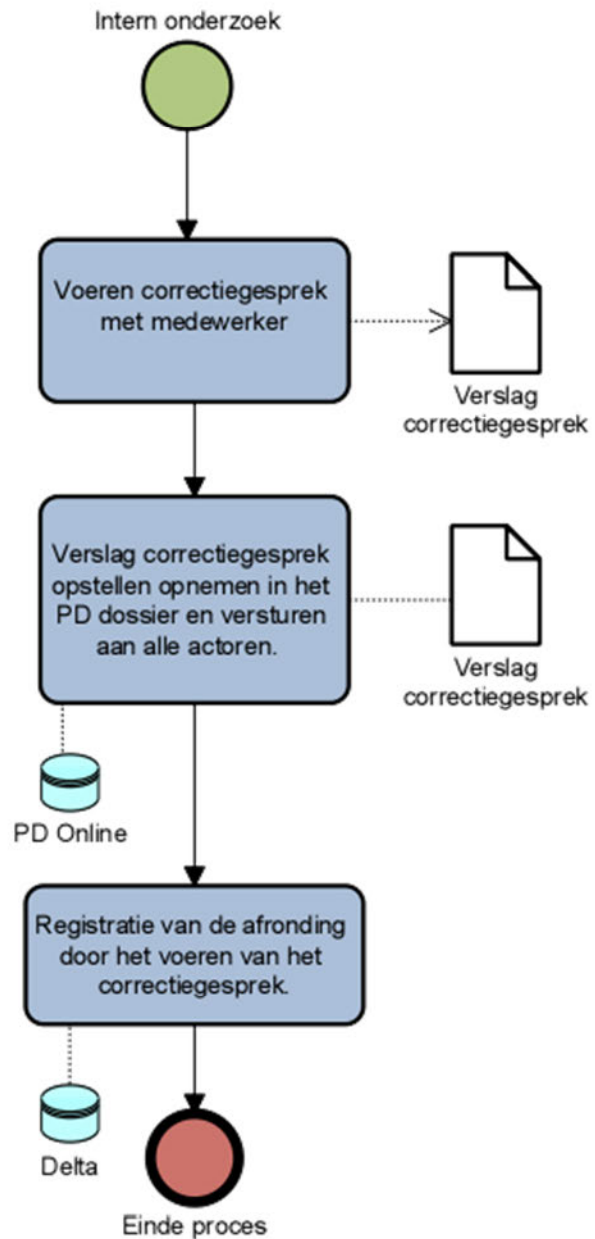 Intern onderzoek
Voeren correctiegesprek
met medewerker
Verslag
correctiegesprek
Verslag correctiegesprek
opstellen opnemen in het
PD dossier en versturen
aan alle actoren.
Verslag
correctiegesprek
PD Online
Registratie van de afronding
door het voeren van het
correctiegesprek.
Delta
Einde proces